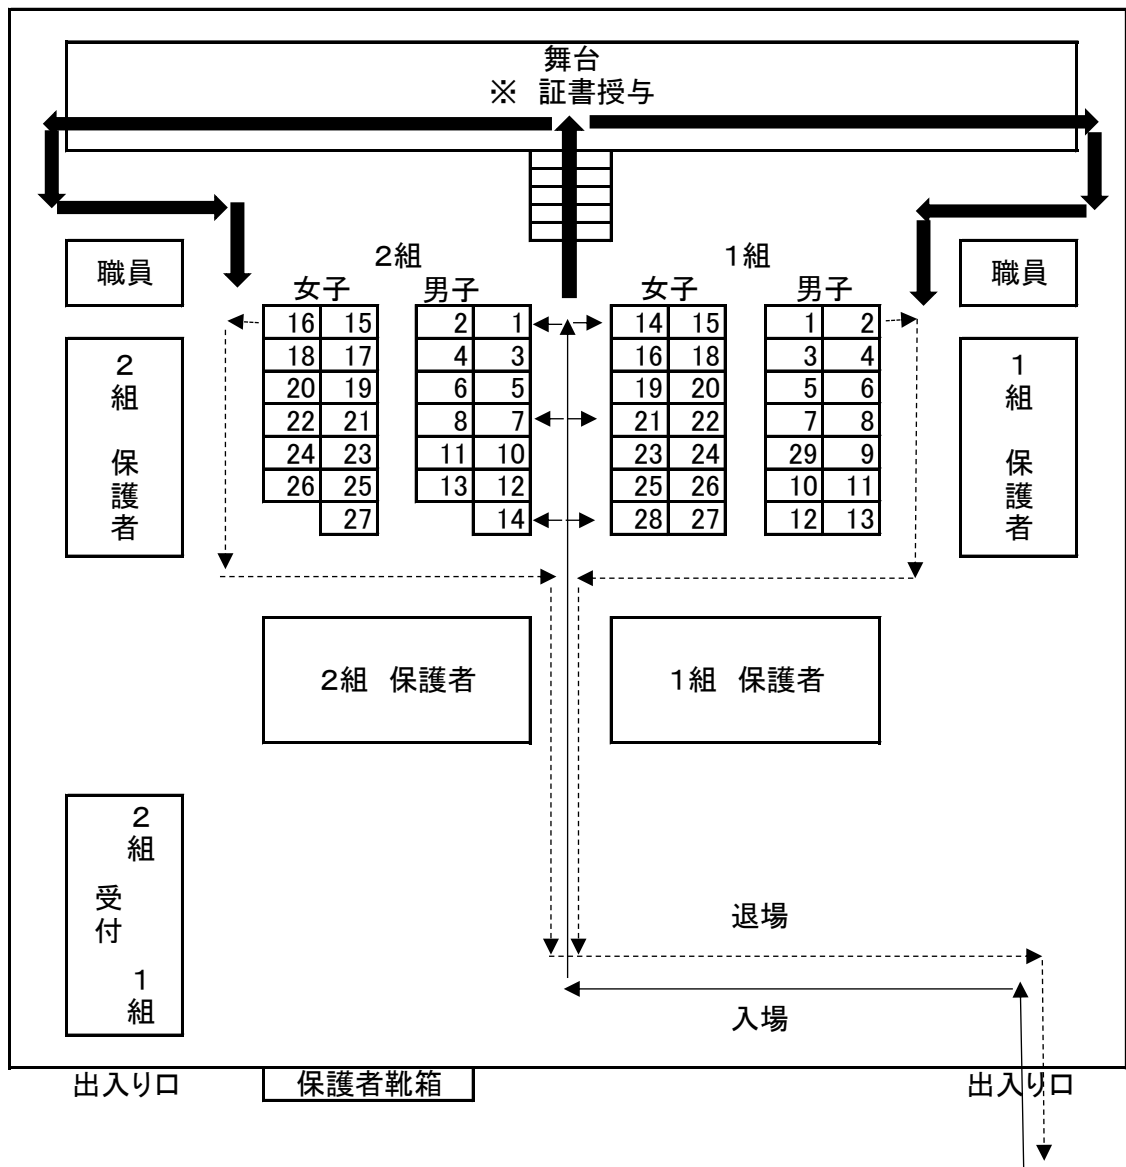 舞台
※ 証書授与
職員
2組
1組
職員
女子
男子
女子
男子
16 15 2 1 14 15 1 2
18 17 4 3 16 18 3 4
20 19 6 5 19 20 5 6
22 21 8 7 21 22 7 8
24 23 11 10 23 24 29 9
26 25 13 12 25 26 10 11
27 14 28 27 12 13
2組 保護者
1組 保護者
2組 保護者
1組 保護者
2組
受付
1組
退場
入場
出入り口
保護者靴箱
出入り口